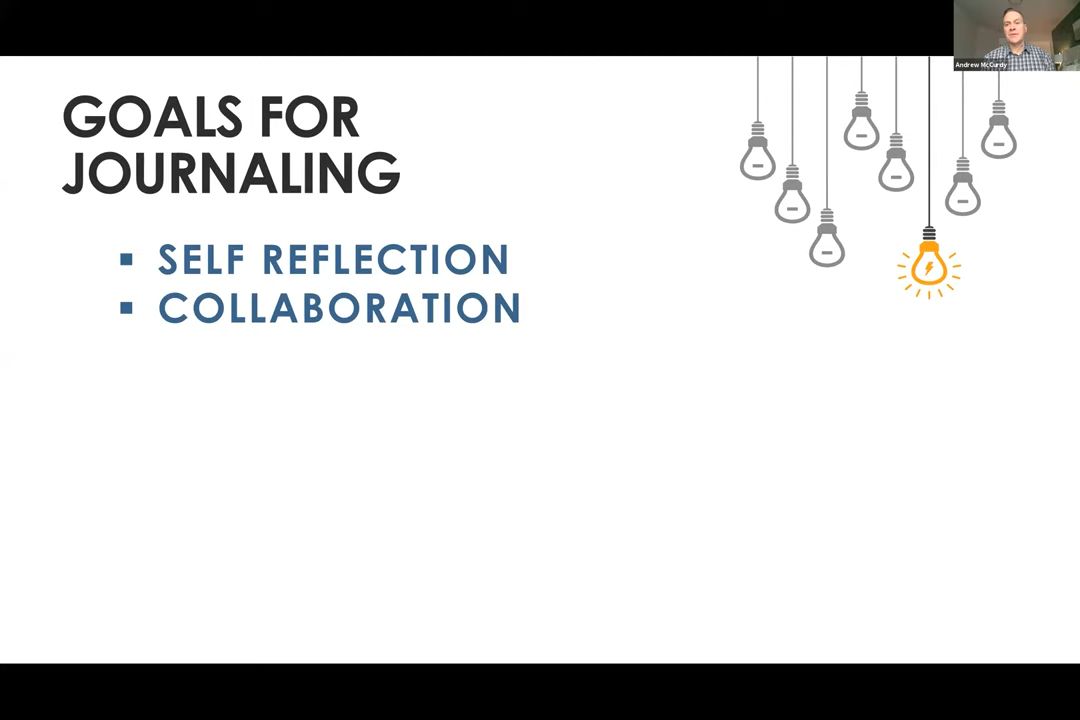 Andrew McCurdy
GOALS FOR
JOURNALING
▪ SELF REFLECTION
▪ COLLABORATION